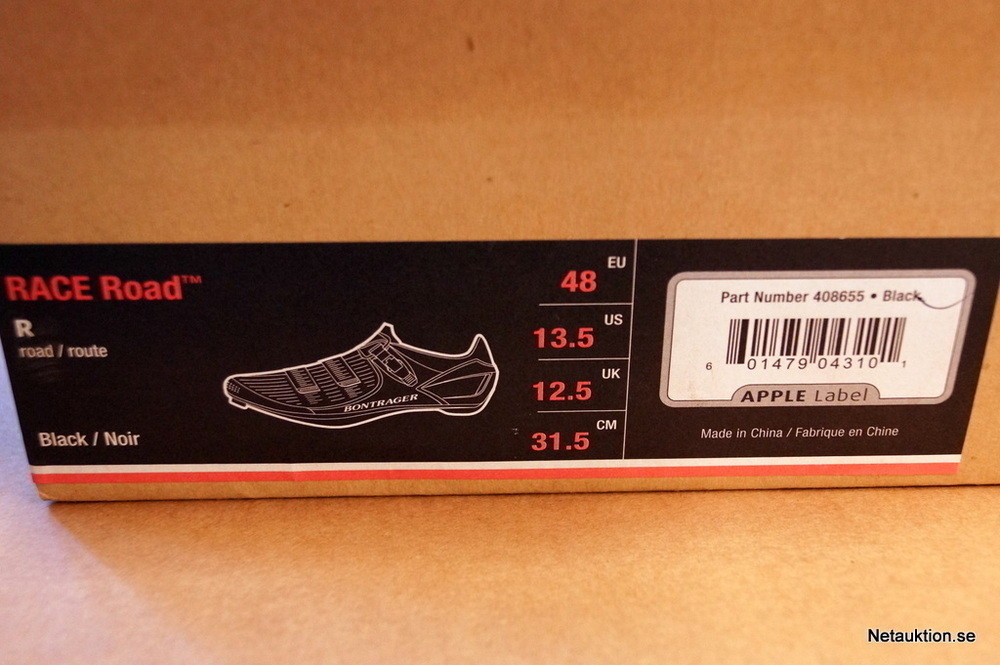 RACE Road™
R
road / route
Black / Noir
BONTRAGER
EU
48
US
13.5
UK
12.5
CM
31.5
Part Number 408655 • Black
6 01479 04310 1
APPLE Label
Made in China / Fabrique en Chine
Netauktion.se